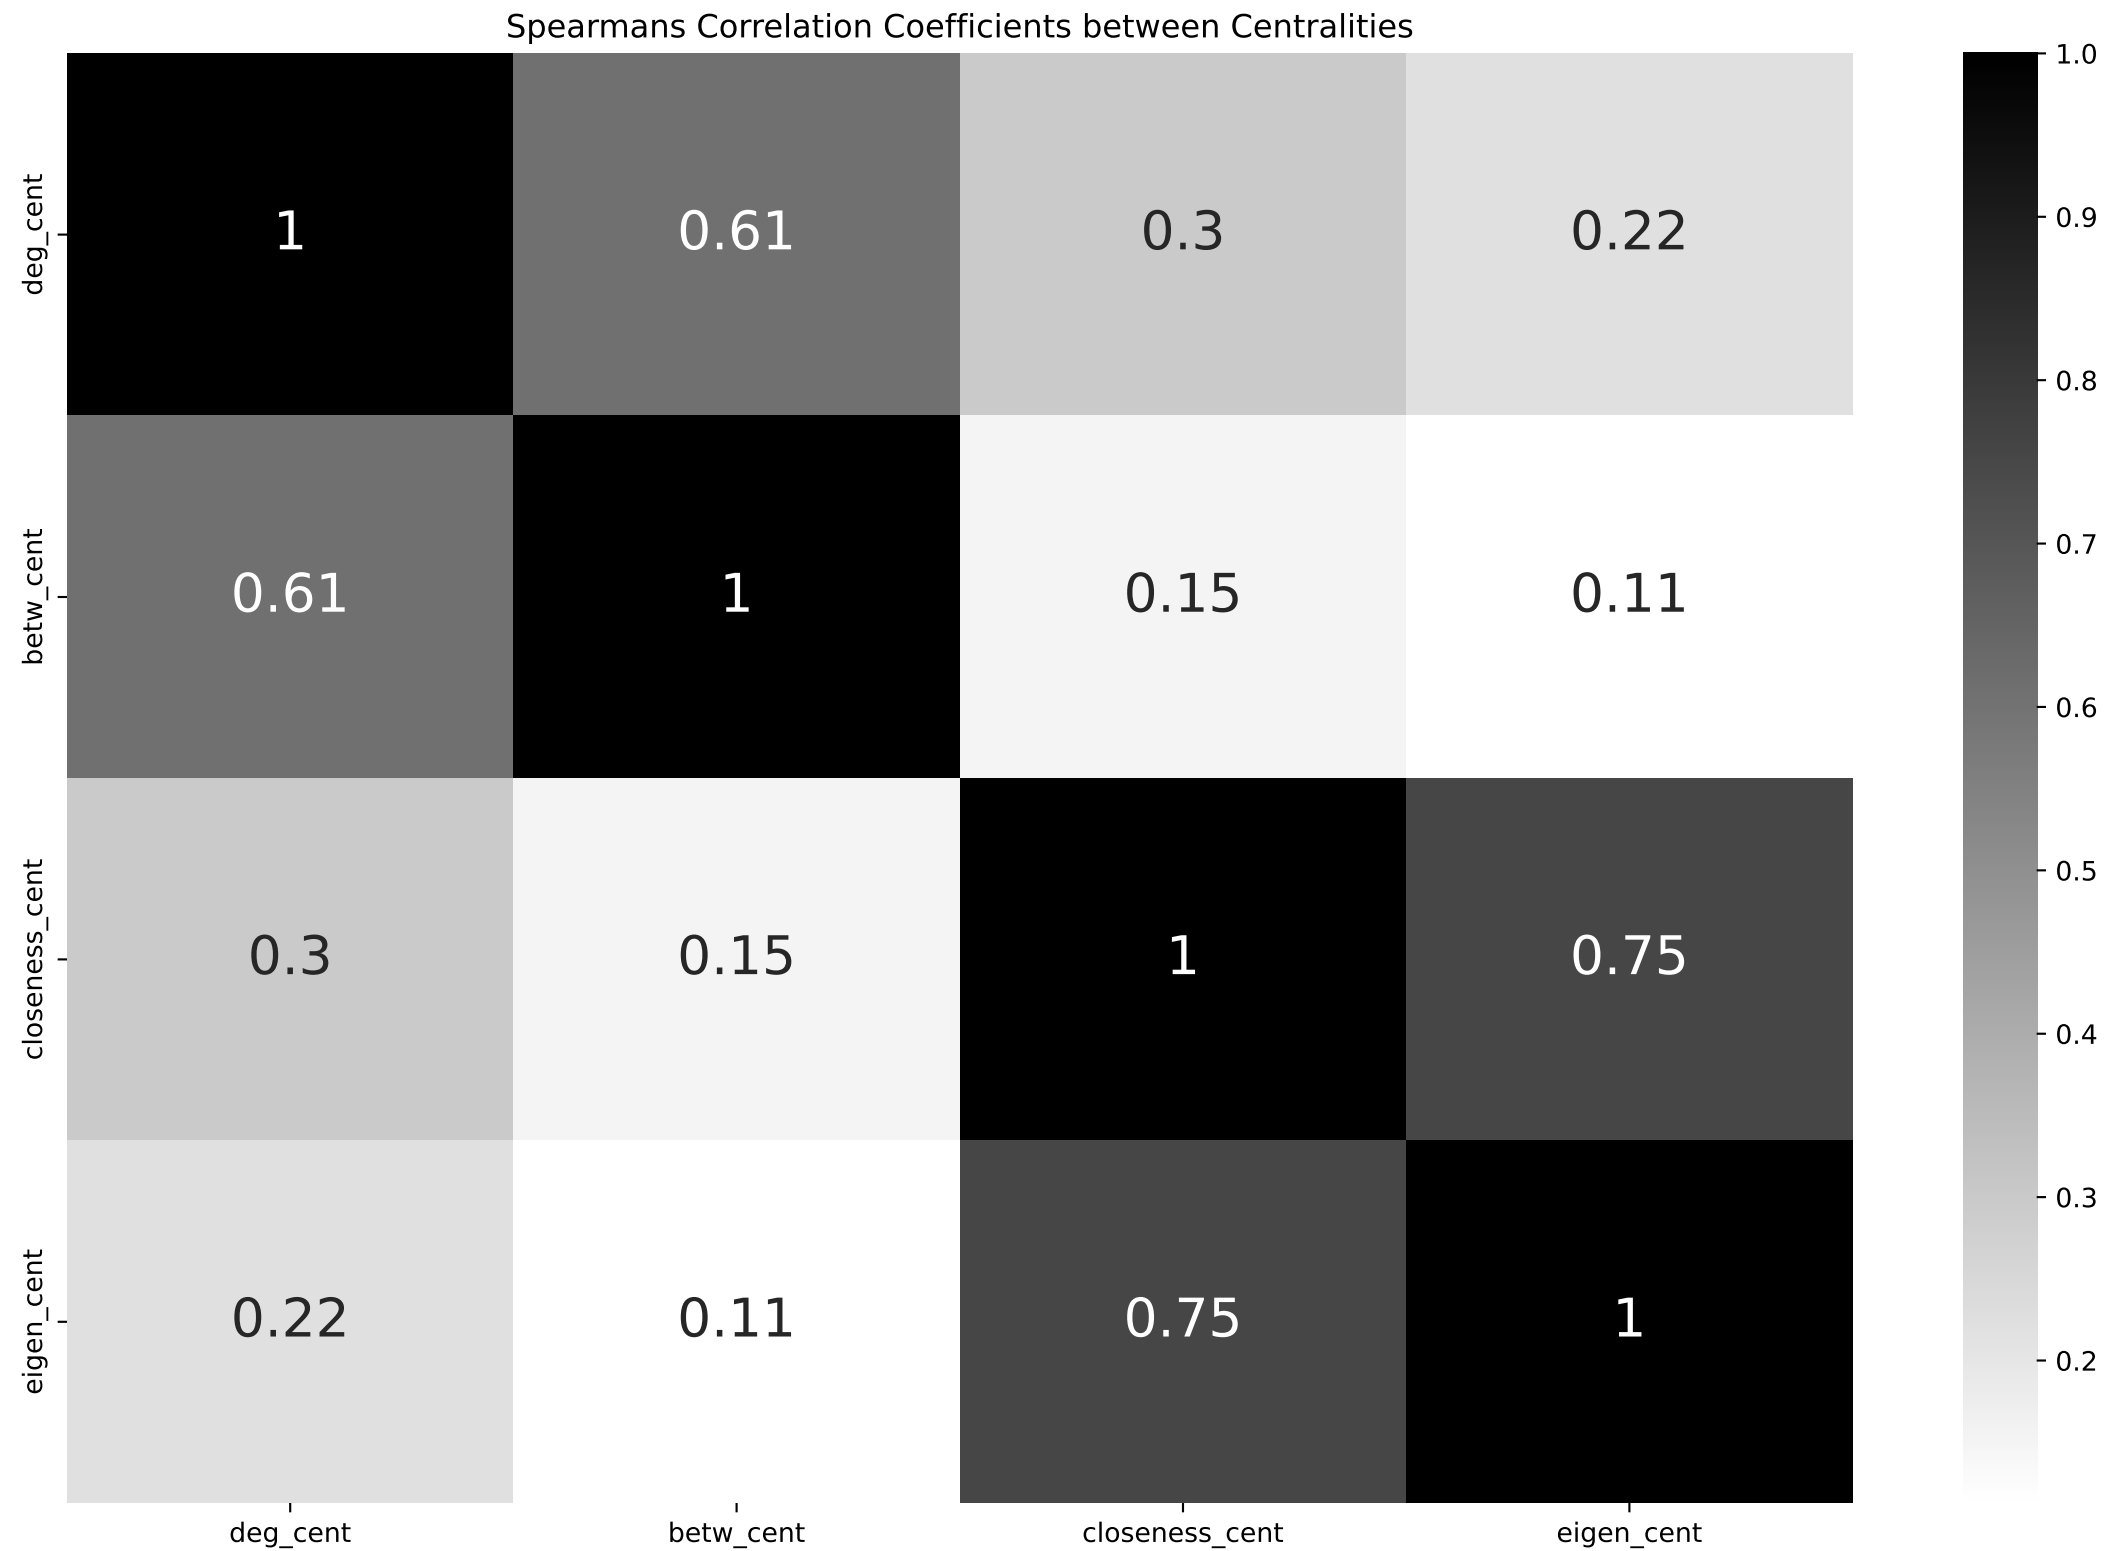 Spearmans Correlation Coefficients between Centralities
deg_cent 1 0.61 0.3 0.22
betw_cent 0.61 1 0.15 0.11
closeness_cent 0.3 0.15 1 0.75
eigen_cent 0.22 0.11 0.75 1
deg_cent betw_cent closeness_cent eigen_cent
1.0
0.9
0.8
0.7
0.6
0.5
0.4
0.3
0.2